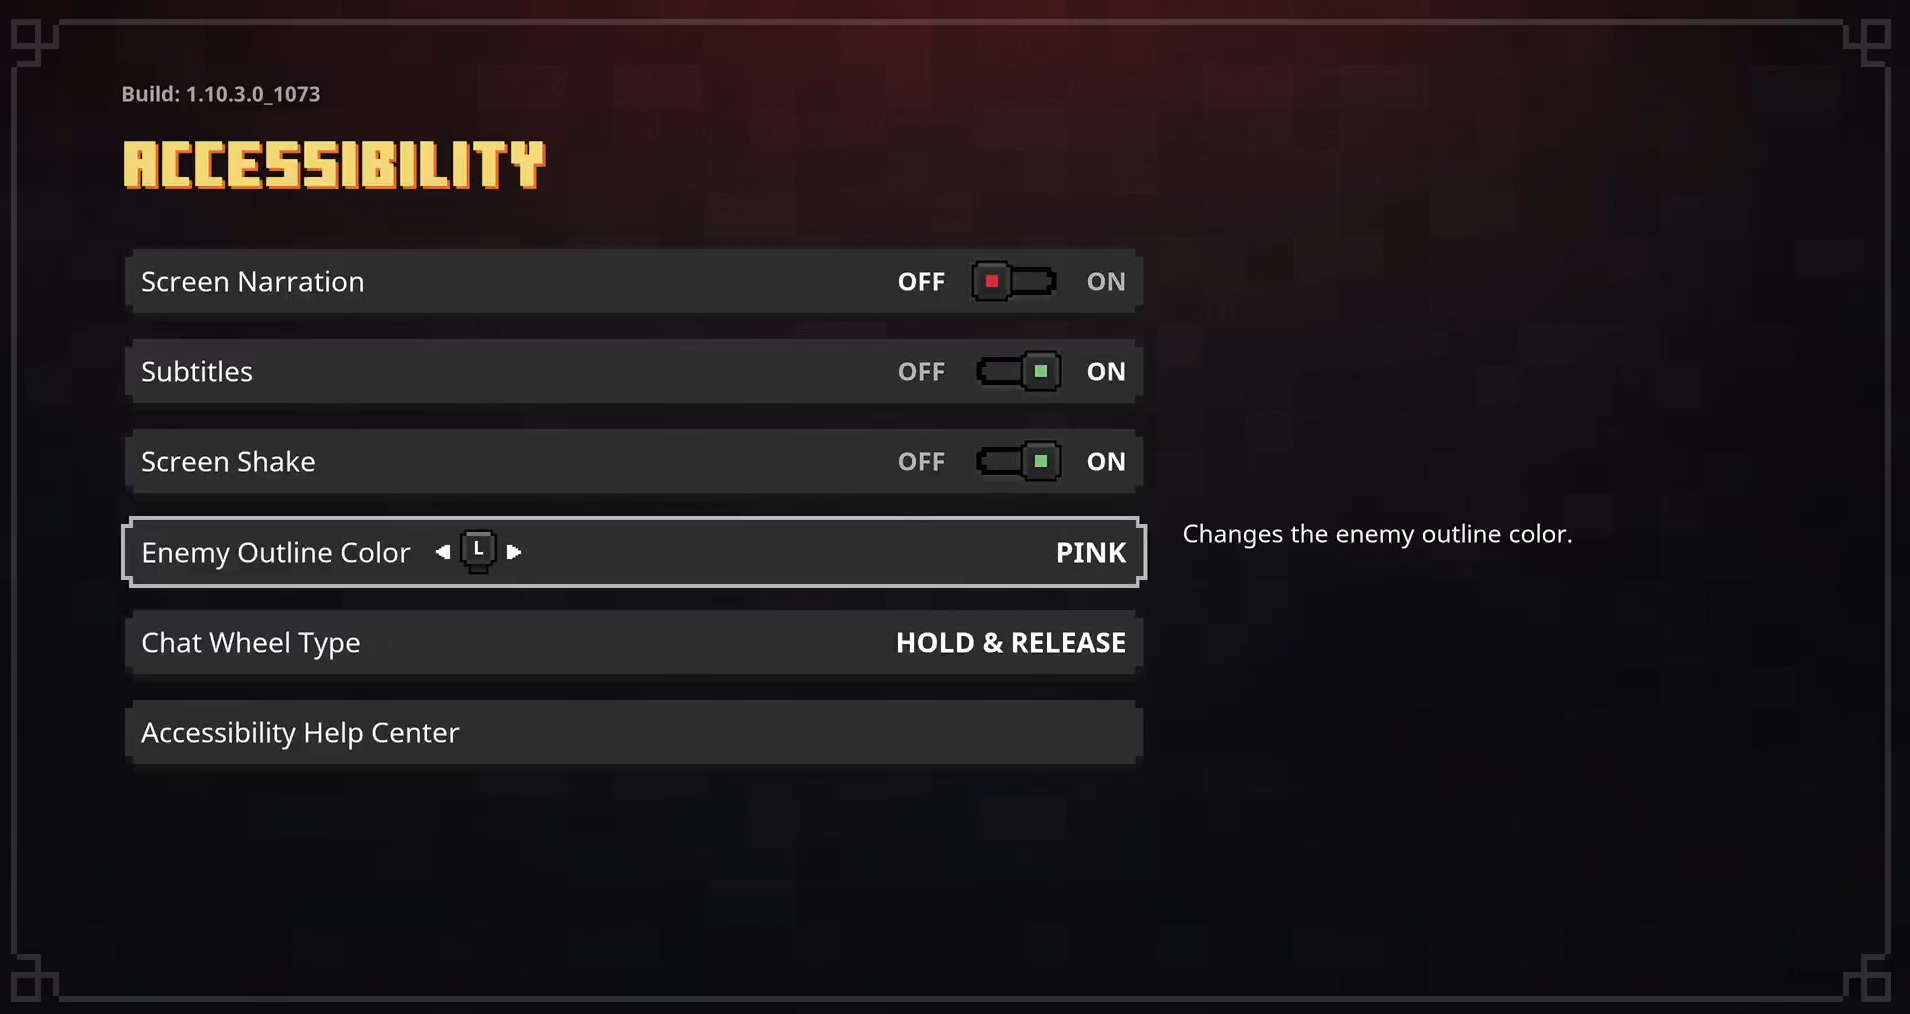 Build: 1.10.3.0_1073
ACCESSIBILITY
Screen Narration OFF ON
Subtitles OFF ON
Screen Shake OFF ON
Enemy Outline Color L PINK
Changes the enemy outline color.
Chat Wheel Type HOLD & RELEASE
Accessibility Help Center